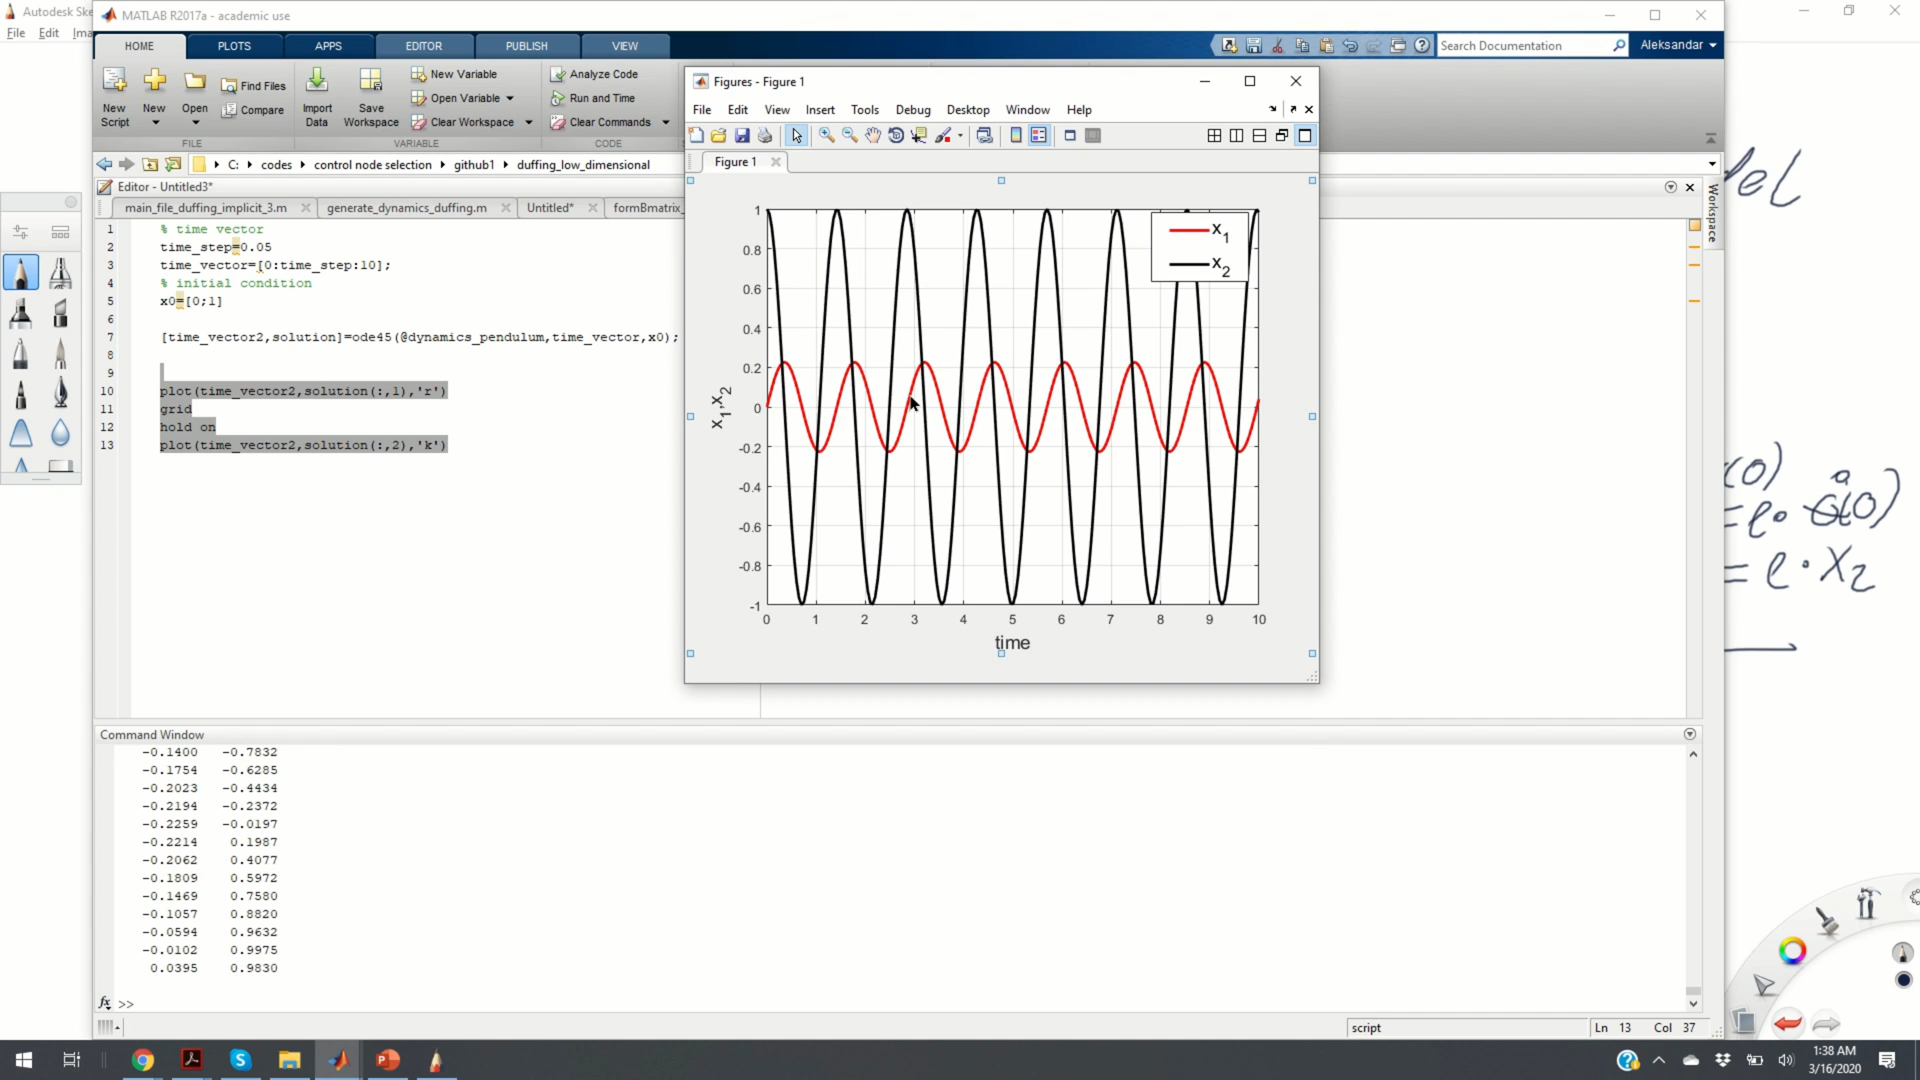 Autodesk Ske
File Edit Ima
MATLAB R2017a - academic use
HOME PLOTS APPS EDITOR PUBLISH VIEW
Search Documentation
Aleksandar
New Script
New
Open
Find Files
Compare
Import Data
Save Workspace
New Variable
Open Variable
Clear Workspace
Analyze Code
Run and Time
Clear Commands
FILE VARIABLE CODE
C: codes control node selection github1 duffing_low_dimensional
Editor - Untitled3*
main_file_duffing_implicit_3.m generate_dynamics_duffing.m Untitled* formBmatrix_
1 % time vector
2 time_step=0.05
3 time_vector=[0:time_step:10];
4 % initial condition
5 x0=[0;1]
6
7 [time_vector2,solution]=ode45(@dynamics_pendulum,time_vector,x0);
8
9
10 plot(time_vector2,solution(:,1),'r')
11 grid
12 hold on
13 plot(time_vector2,solution(:,2),'k')
Figures - Figure 1
File Edit View Insert Tools Debug Desktop Window Help
Figure 1
x1
x2
1
0.8
0.6
0.4
0.2
0
-0.2
-0.4
-0.6
-0.8
-1
x1,x2
0 1 2 3 4 5 6 7 8 9 10
time
Workspace
del
(0)
= l · (0)
= l · x2
Command Window
-0.1400 -0.7832
-0.1754 -0.6285
-0.2023 -0.4434
-0.2194 -0.2372
-0.2259 -0.0197
-0.2214 0.1987
-0.2062 0.4077
-0.1809 0.5972
-0.1469 0.7580
-0.1057 0.8820
-0.0594 0.9632
-0.0102 0.9975
0.0395 0.9830
fx >>
script
Ln 13 Col 37
1:38 AM
3/16/2020